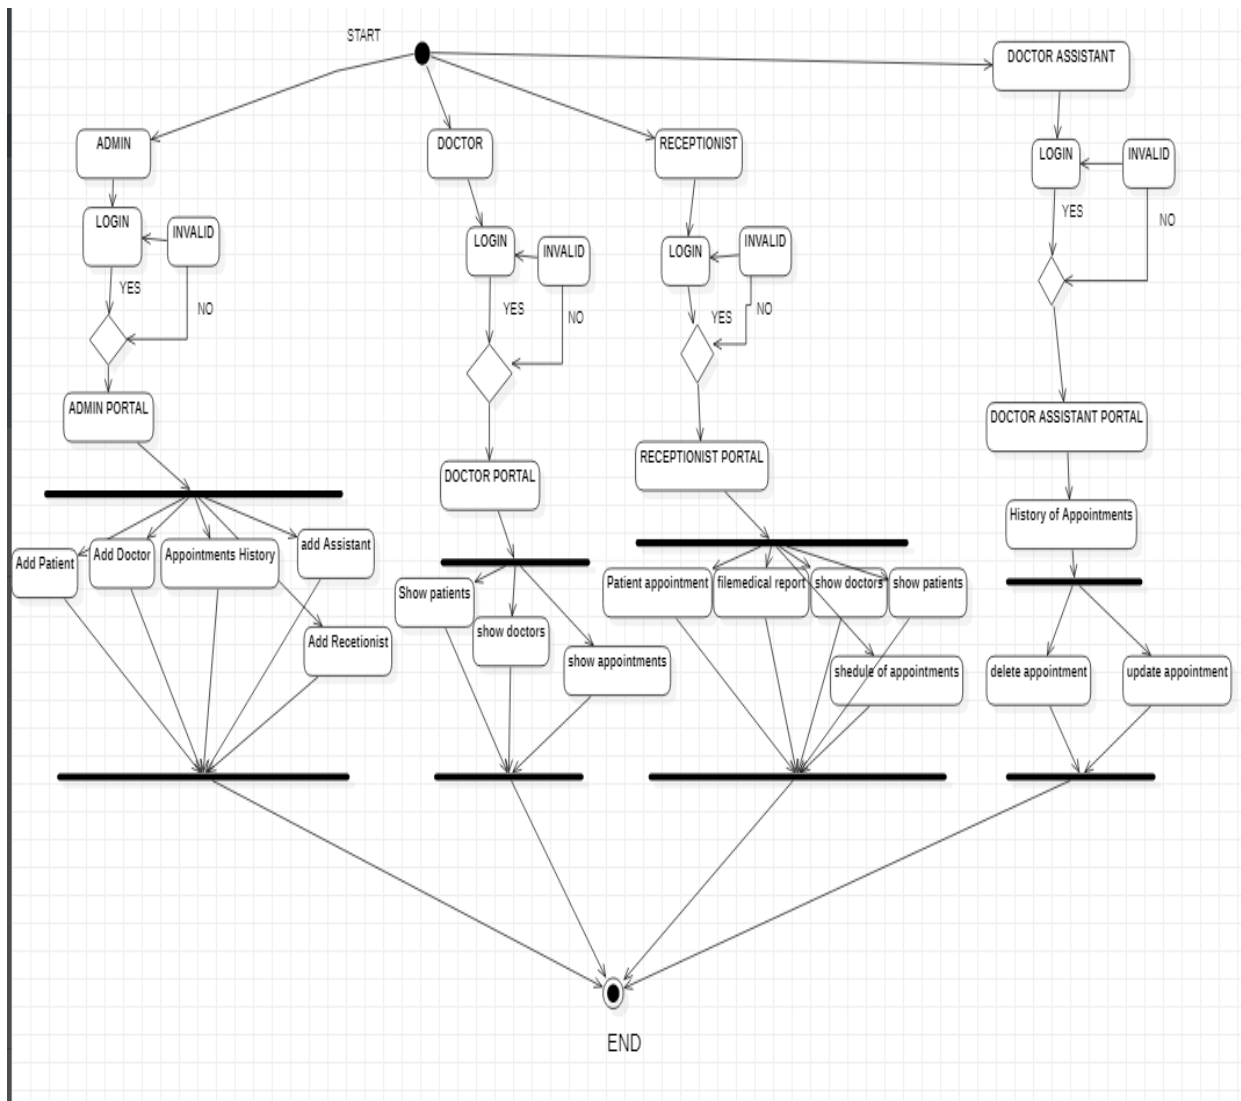 START
DOCTOR ASSISTANT
ADMIN
DOCTOR
RECEPTIONIST
LOGIN
INVALID
LOGIN
INVALID
LOGIN
INVALID
LOGIN
INVALID
YES
NO
YES
NO
YES
NO
YES
NO
ADMIN PORTAL
DOCTOR PORTAL
RECEPTIONIST PORTAL
DOCTOR ASSISTANT PORTAL
History of Appointments
Add Patient
Add Doctor
Appointments History
add Assistant
Add Recetionist
Show patients
show doctors
show appointments
Patient appointment
filemedical report
show doctors
show patients
shedule of appointments
delete appointment
update appointment
END